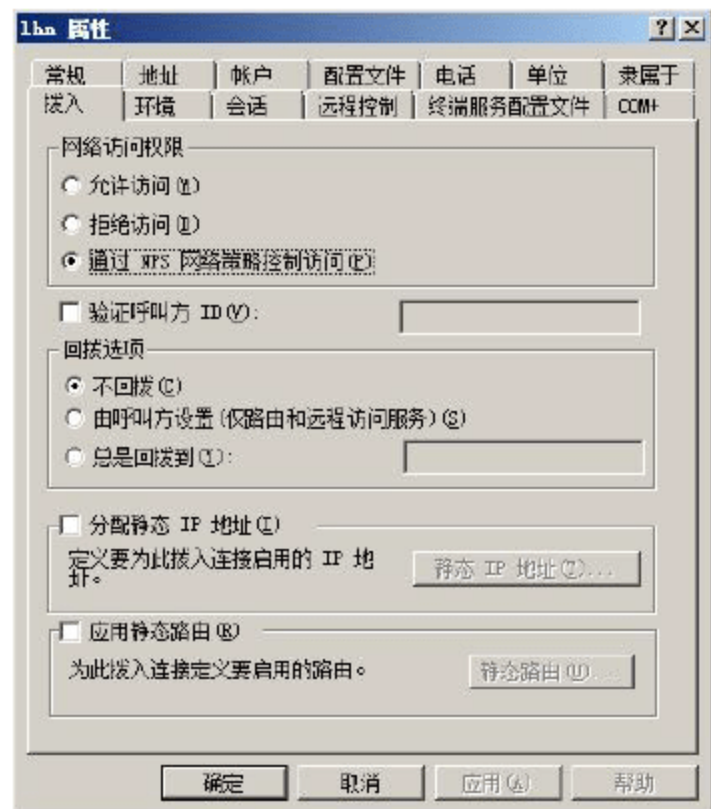 lhn 属性
常规 地址 帐户 配置文件 电话 单位 隶属于
拨入 环境 会话 远程控制 终端服务配置文件 COM+
网络访问权限
允许访问(W)
拒绝访问(D)
通过 NPS 网络策略控制访问(P)
验证呼叫方 ID(V):
回拨选项
不回拨(C)
由呼叫方设置(仅路由和远程访问服务)(S)
总是回拨到(Y):
分配静态 IP 地址(I)
定义要为此拨入连接启用的 IP 地
址。
静态 IP 地址(T)...
应用静态路由(R)
为此拨入连接定义要启用的路由。
静态路由(U)...
确定 取消 应用(A) 帮助